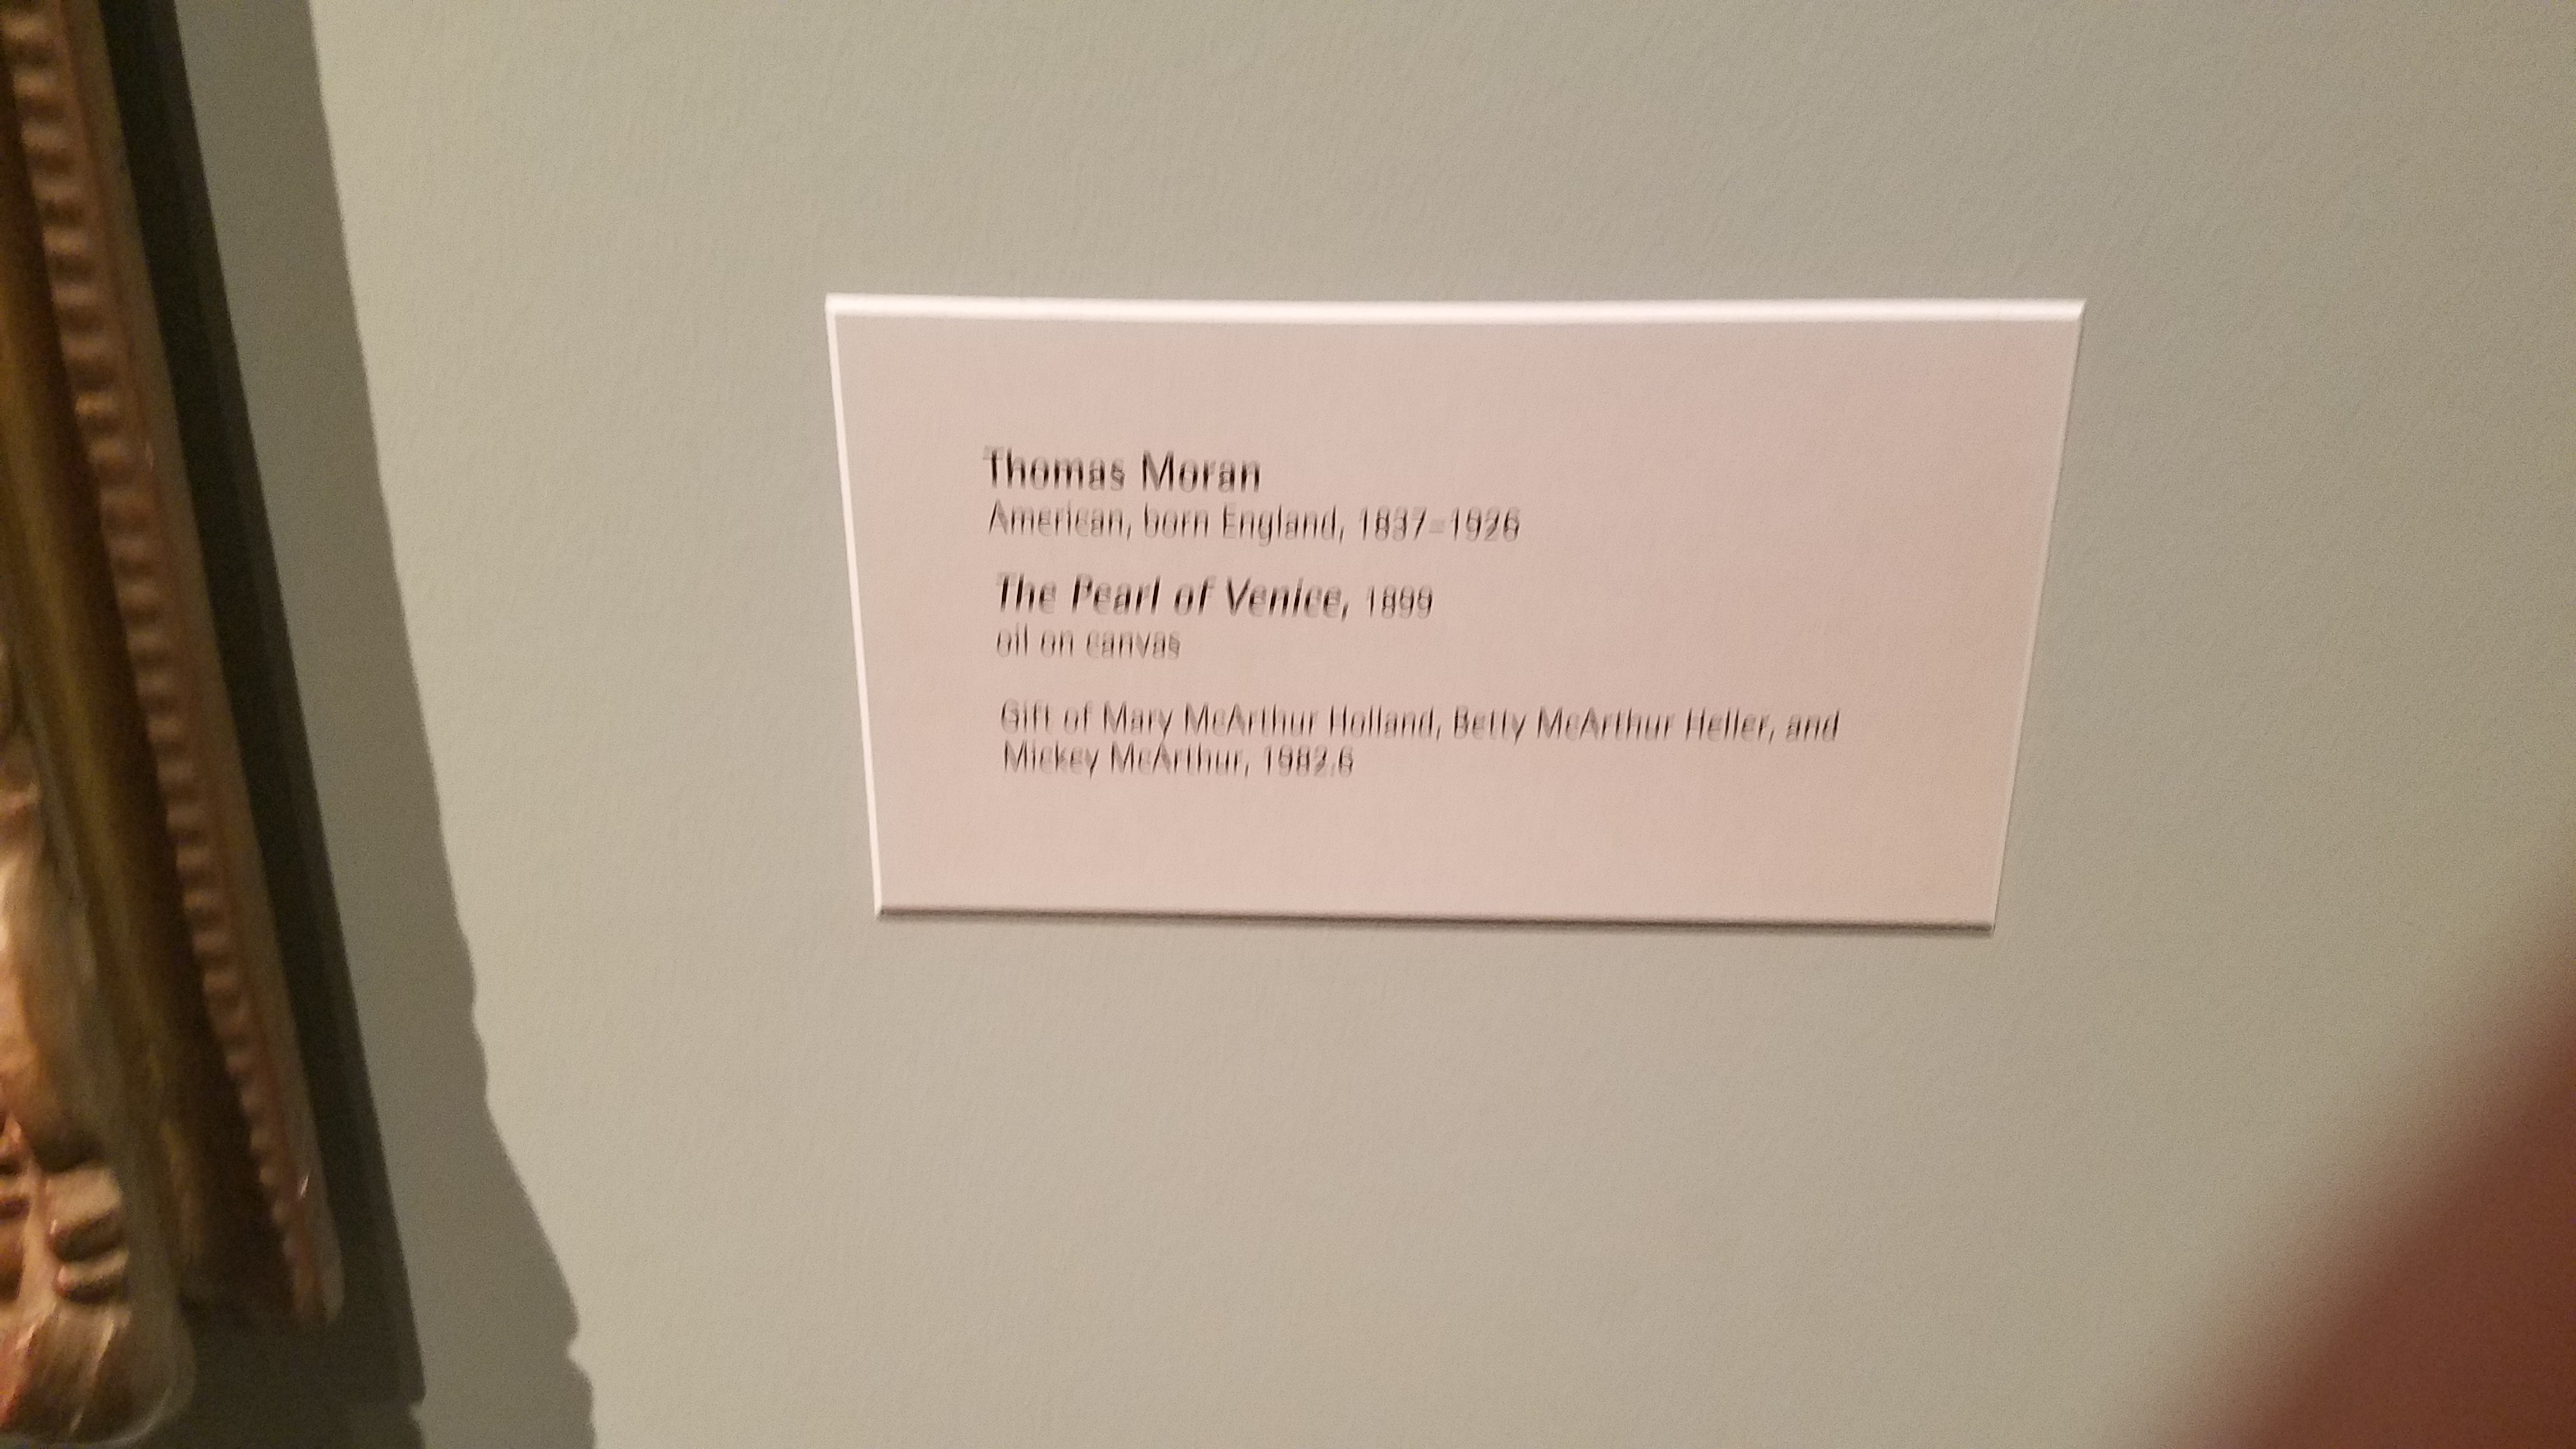 Thomas Moran
American, born England, 1837–1926
The Pearl of Venice, 1899
oil on canvas
Gift of Mary McArthur Holland, Betty McArthur Heller, and
Mickey McArthur, 1982.6